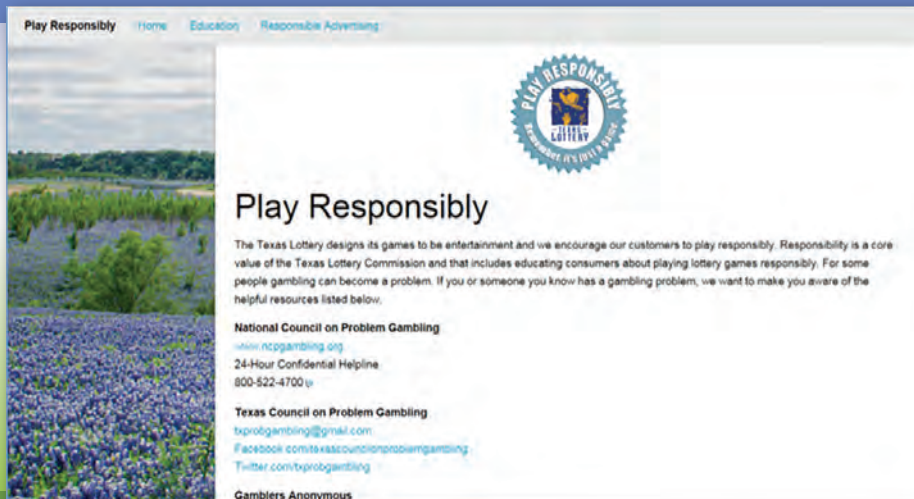 Play Responsibly Home Education Responsible Advertising
PLAY RESPONSIBLY
TEXAS
LOTTERY
Remember, it's just a game
Play Responsibly
The Texas Lottery designs its games to be entertainment and we encourage our customers to play responsibly. Responsibility is a core
value of the Texas Lottery Commission and that includes educating consumers about playing lottery games responsibly. For some
people gambling can become a problem. If you or someone you know has a gambling problem, we want to make you aware of the
helpful resources listed below.
National Council on Problem Gambling
www.ncpgambling.org
24-Hour Confidential Helpline
800-522-4700
Texas Council on Problem Gambling
txprobgambling@gmail.com
Facebook.com/texascouncilonproblemgambling
Twitter.com/txprobgambling
Gamblers Anonymous